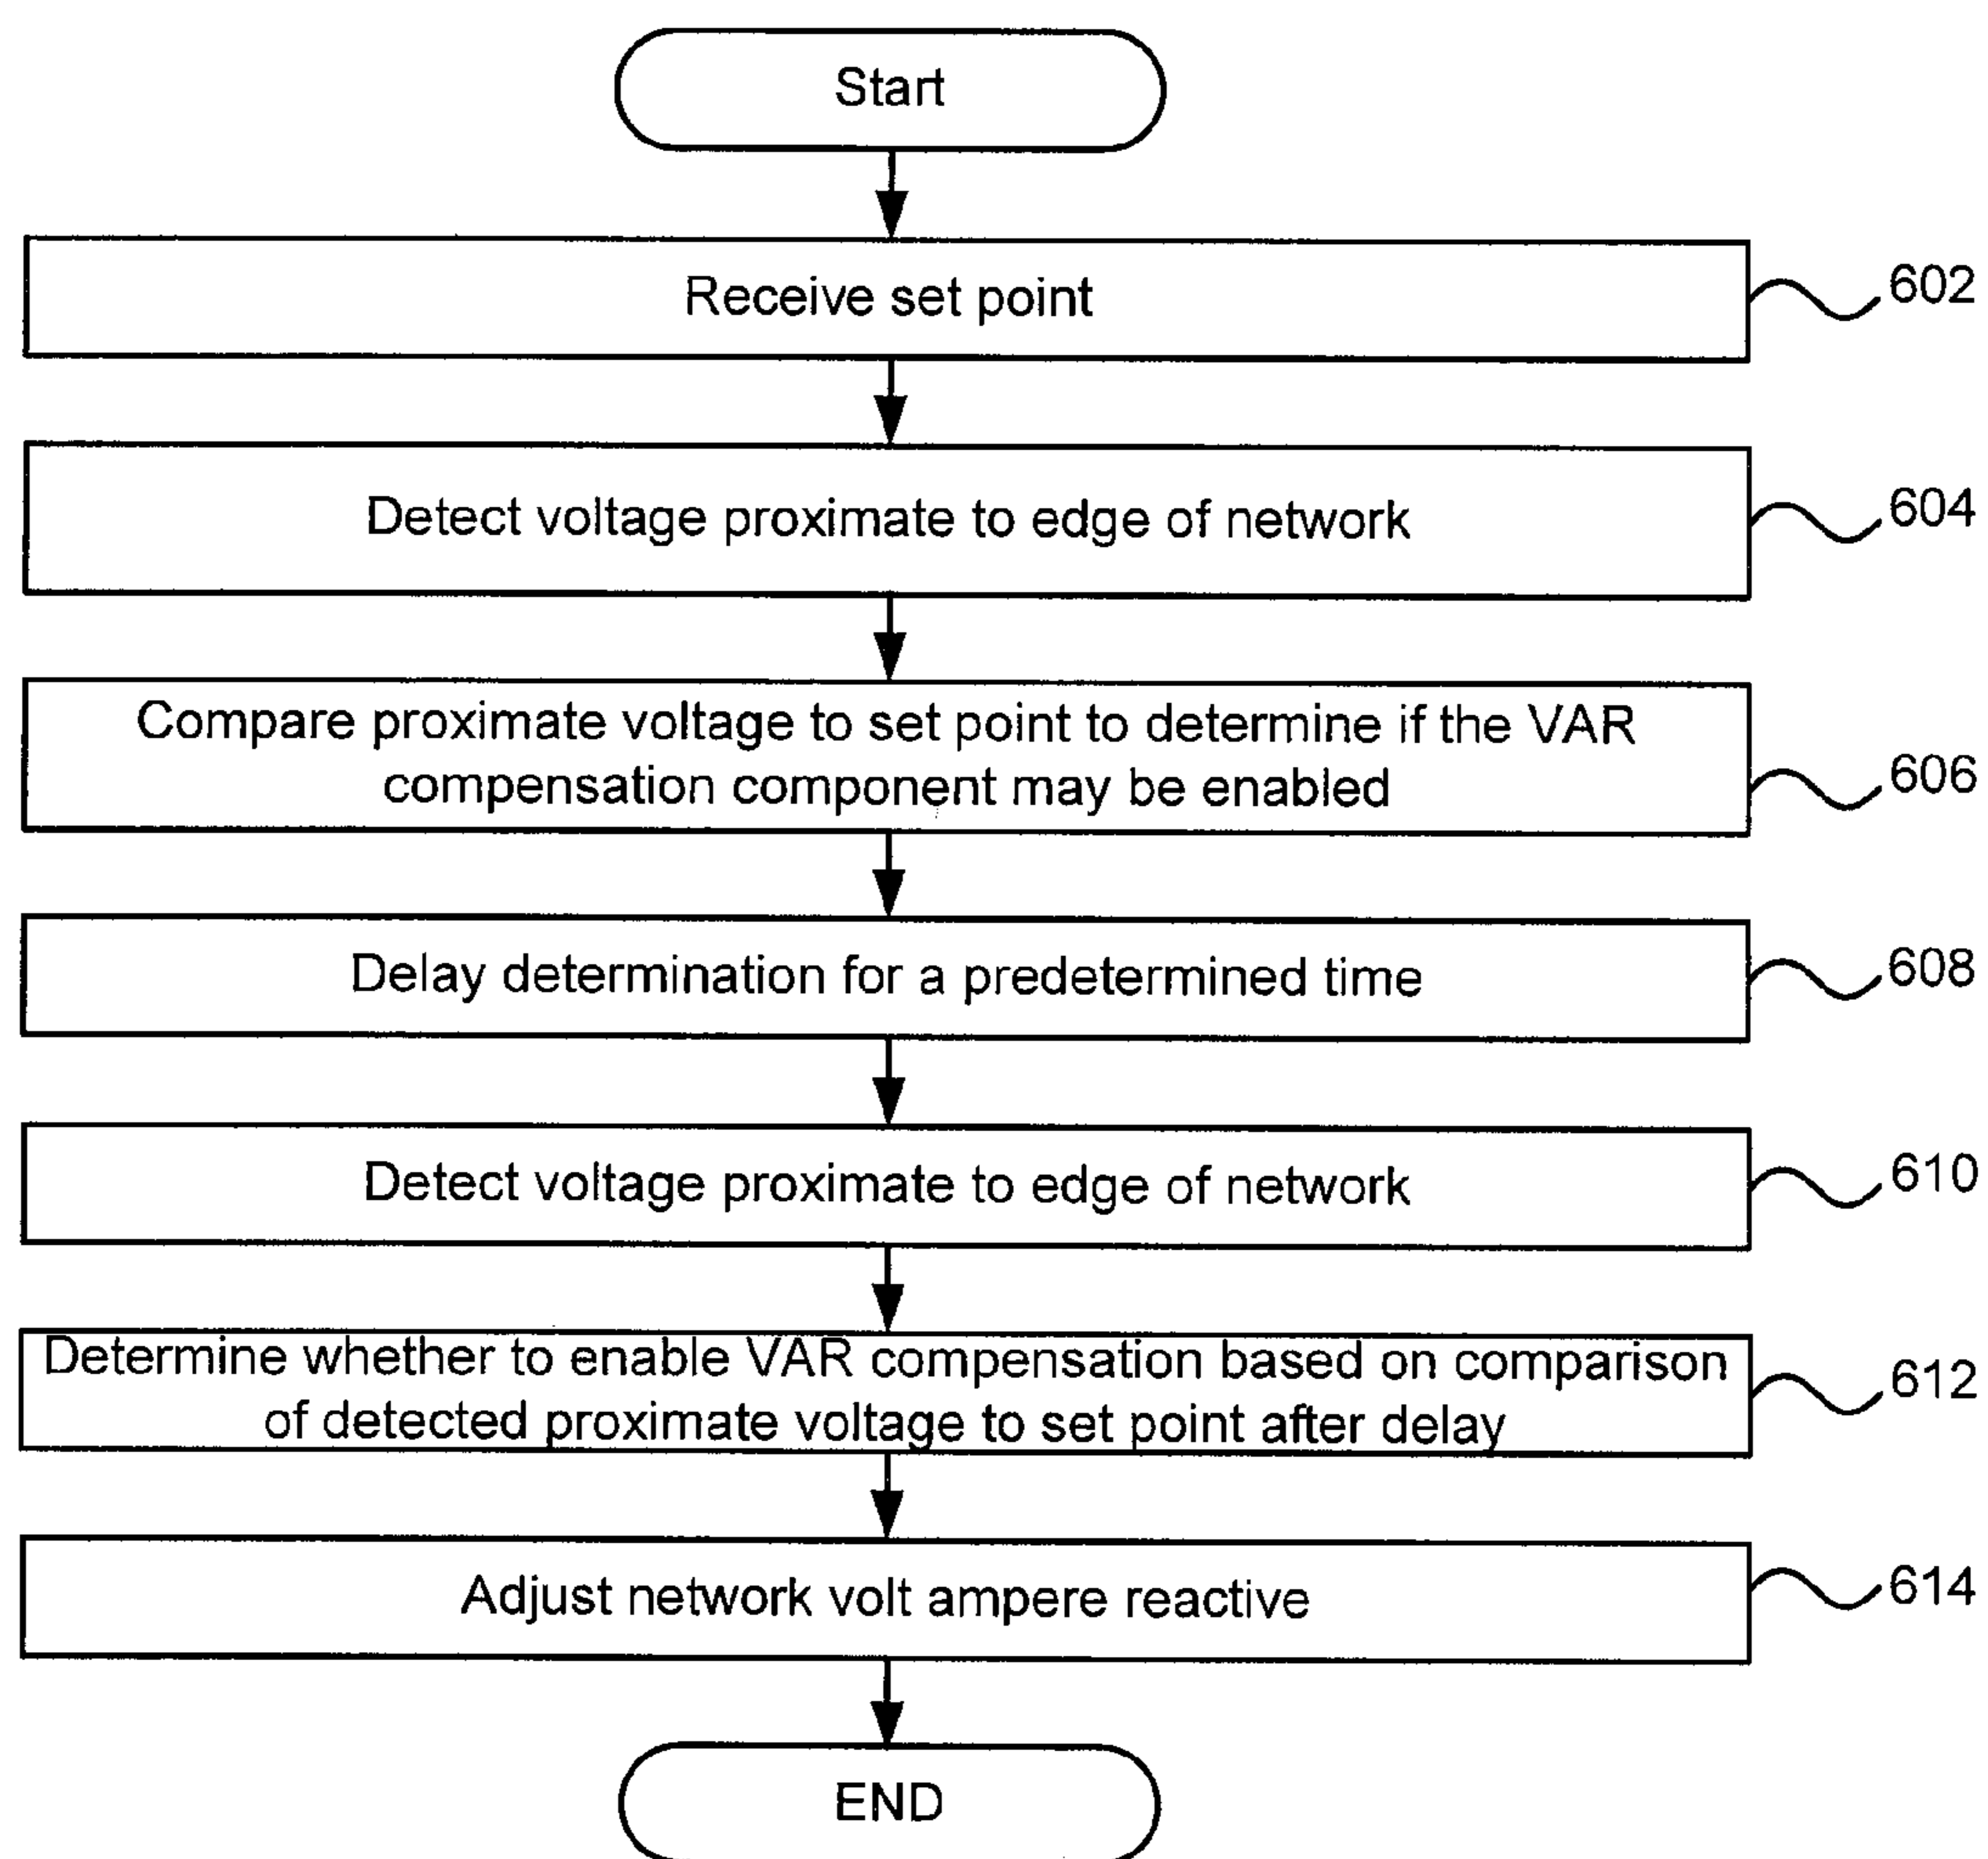 Start
Receive set point
602
Detect voltage proximate to edge of network
604
Compare proximate voltage to set point to determine if the VAR
compensation component may be enabled
606
Delay determination for a predetermined time
608
Detect voltage proximate to edge of network
610
Determine whether to enable VAR compensation based on comparison
of detected proximate voltage to set point after delay
612
Adjust network volt ampere reactive
614
END